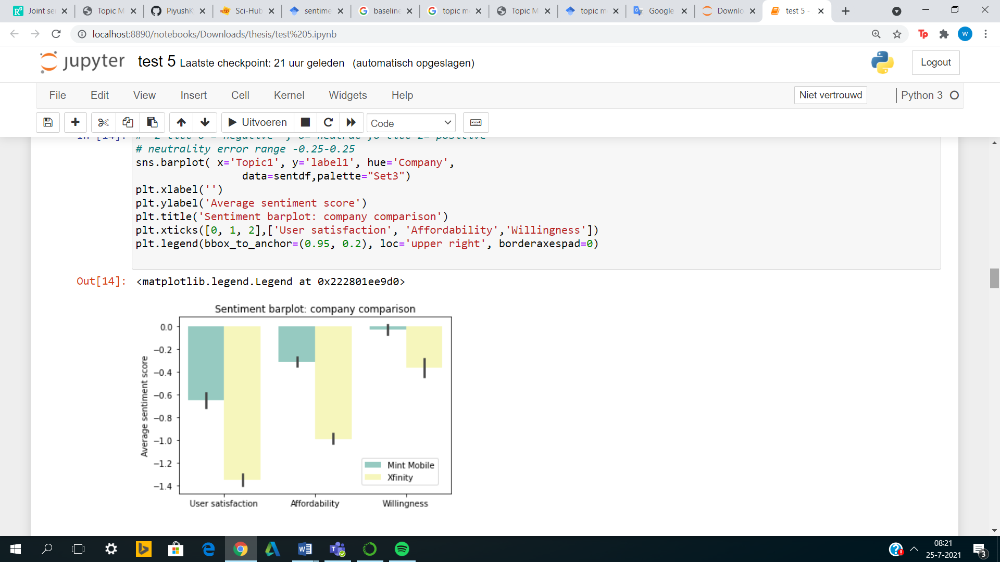 Joint se
Topic M
PiyushK
Sci-Hub
sentime
baseline
topic m
Topic M
topic m
Google
Downlo
test 5 -
localhost:8890/notebooks/Downloads/thesis/test%205.ipynb
Tp
W
jupyter test 5 Laatste checkpoint: 21 uur geleden (automatisch opgeslagen)
Logout
File Edit View Insert Cell Kernel Widgets Help
Niet vertrouwd
Python 3
Uitvoeren
Code
# neutrality error range -0.25-0.25
sns.barplot( x='Topic1', y='label1', hue='Company',
data=sentdf,palette="Set3")
plt.xlabel('')
plt.ylabel('Average sentiment score')
plt.title('Sentiment barplot: company comparison')
plt.xticks([0, 1, 2],['User satisfaction', 'Affordability','Willingness'])
plt.legend(bbox_to_anchor=(0.95, 0.2), loc='upper right', borderaxespad=0)
Out[14]: <matplotlib.legend.Legend at 0x222801ee9d0>
Sentiment barplot: company comparison
Average sentiment score
0.0
−0.2
−0.4
−0.6
−0.8
−1.0
−1.2
−1.4
Mint Mobile
Xfinity
User satisfaction Affordability Willingness
08:21
25-7-2021
3